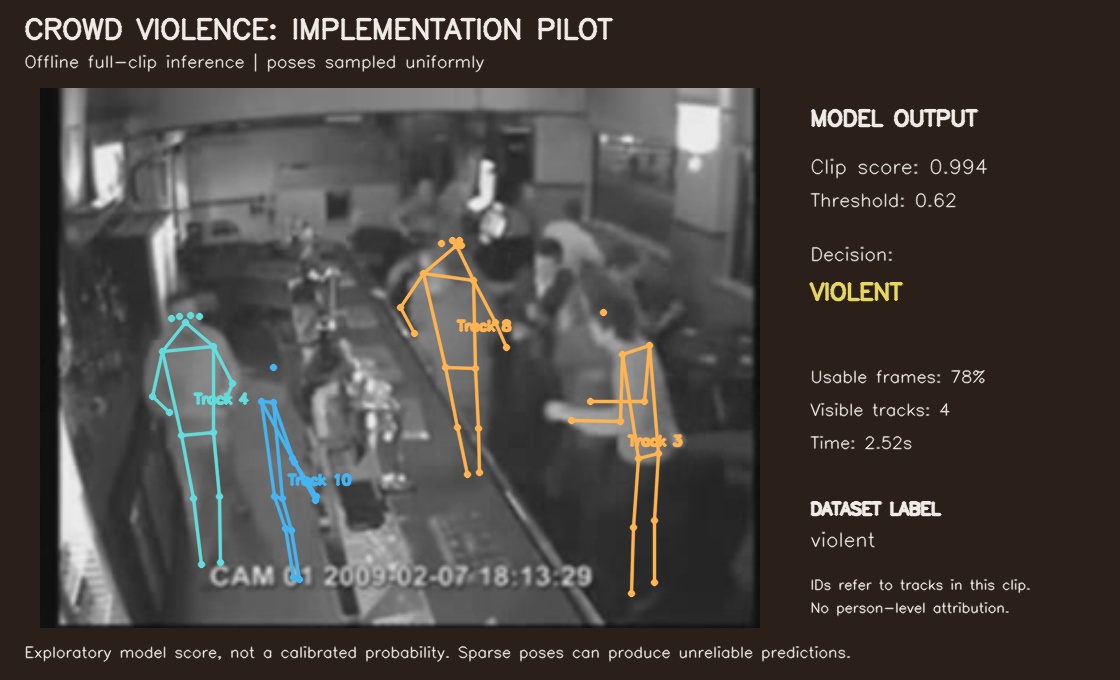 CROWD VIOLENCE: IMPLEMENTATION PILOT
Offline full-clip inference | poses sampled uniformly
MODEL OUTPUT
Clip score: 0.994
Threshold: 0.62
Decision:
VIOLENT
Usable frames: 78%
Visible tracks: 4
Time: 2.52s
DATASET LABEL
violent
IDs refer to tracks in this clip.
No person-level attribution.
Track 8
Track 4
Track 3
Track 10
CAM 01 2009-02-07 18:13:29
Exploratory model score, not a calibrated probability. Sparse poses can produce unreliable predictions.